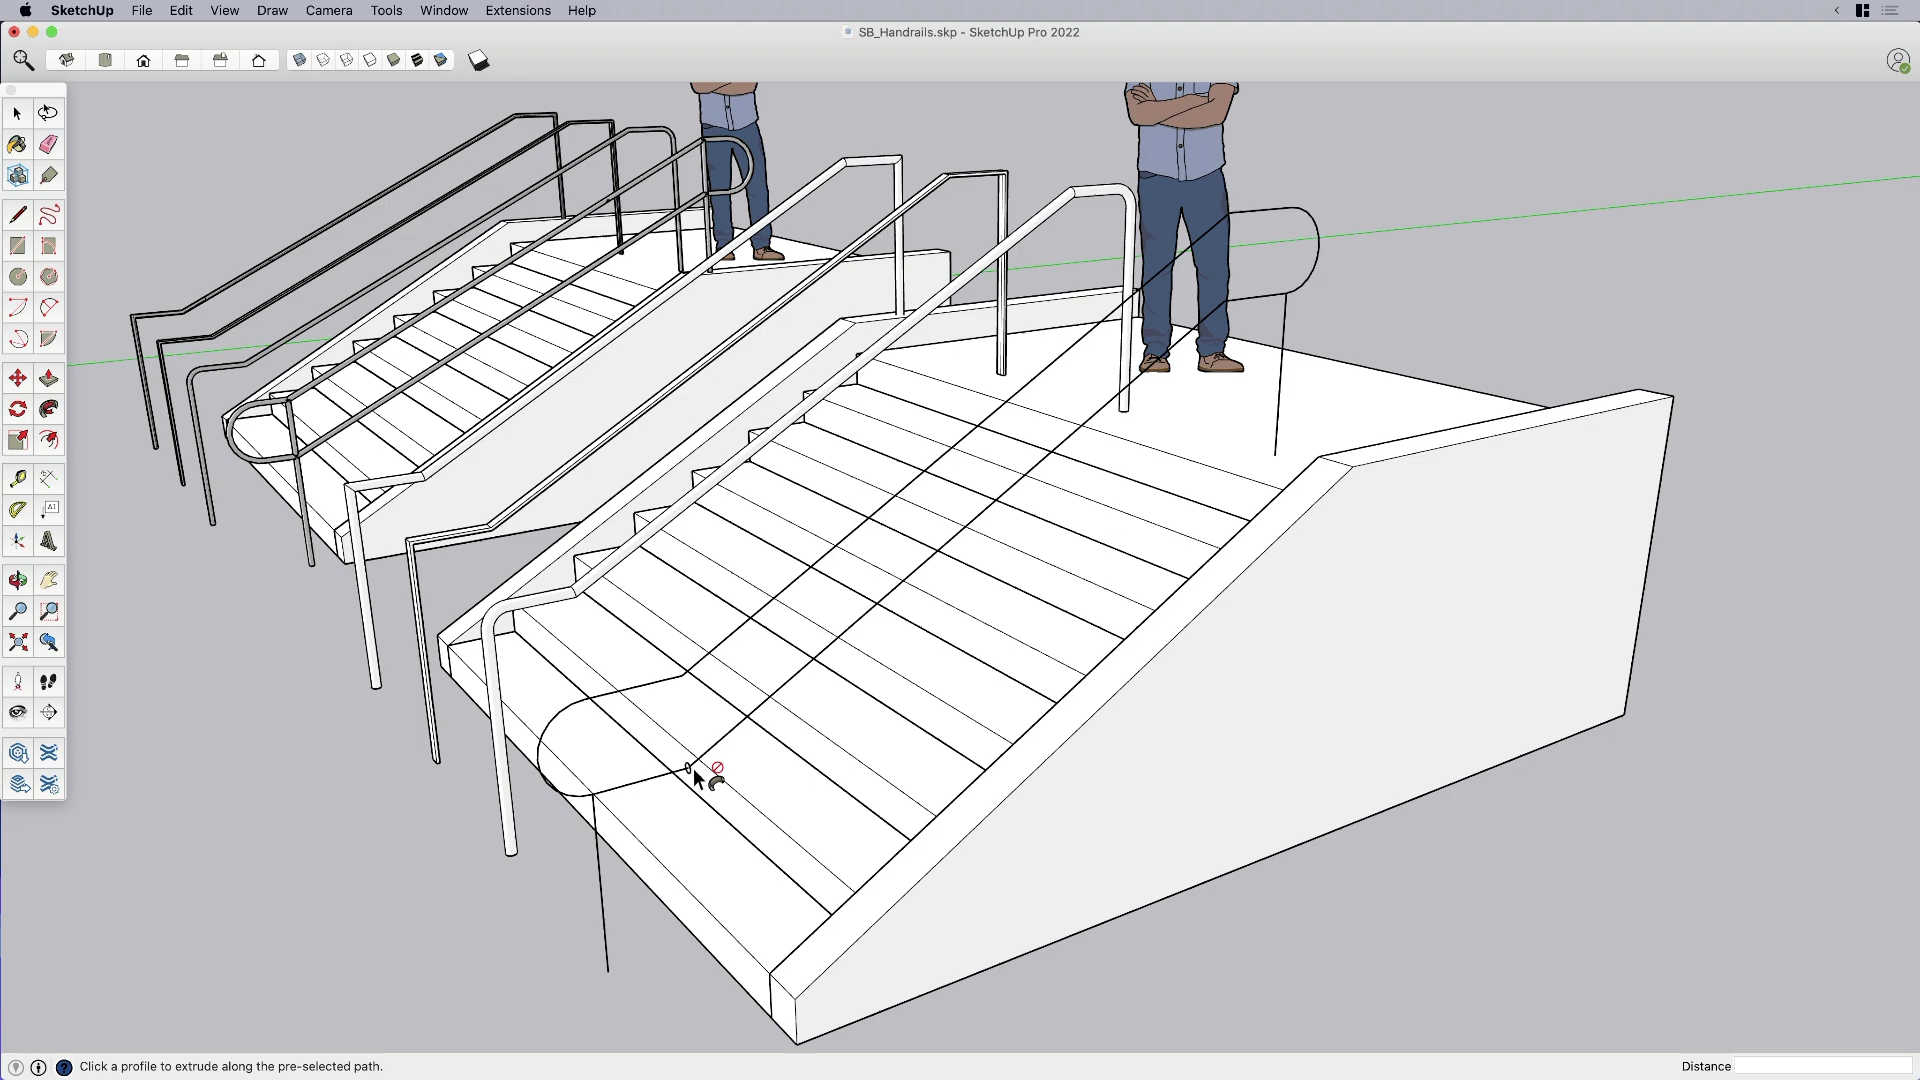 SketchUp File Edit View Draw Camera Tools Window Extensions Help
SB_Handrails.skp - SketchUp Pro 2022
A1
Click a profile to extrude along the pre-selected path.
Distance